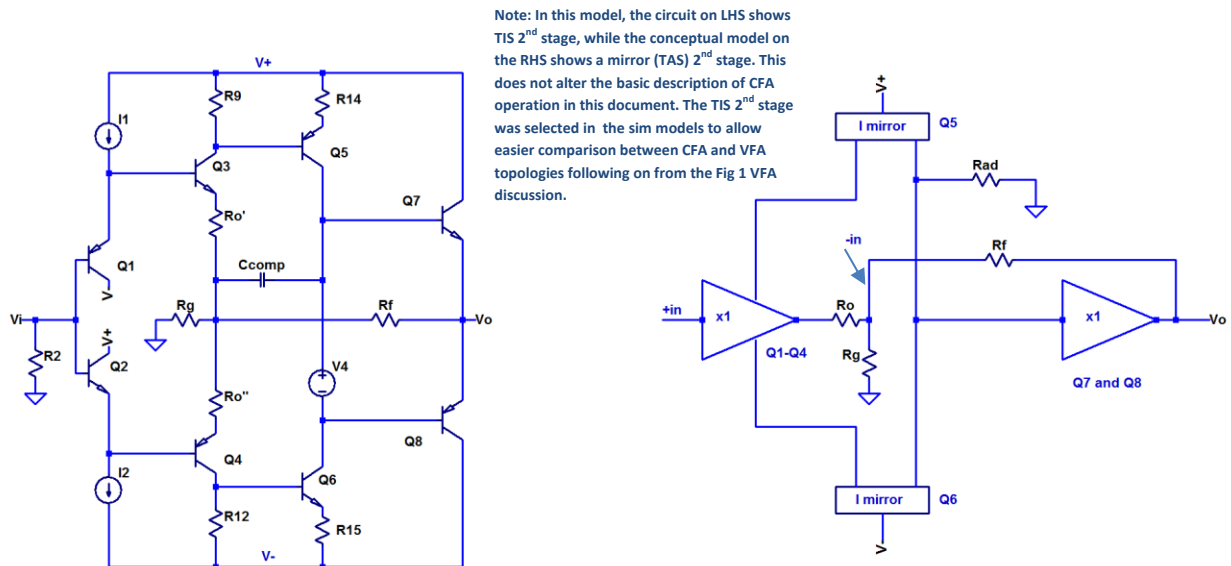 Note: In this model, the circuit on LHS shows
TIS 2nd stage, while the conceptual model on
the RHS shows a mirror (TAS) 2nd stage. This
does not alter the basic description of CFA
operation in this document. The TIS 2nd stage
was selected in the sim models to allow
easier comparison between CFA and VFA
topologies following on from the Fig 1 VFA
discussion.
V+
R9
R14
I1
Q5
Q3
Q7
Ro'
Q1
V-
Ccomp
Rg
Rf
Vi
Vo
V+
R2
Q2
V4
Ro''
Q8
Q4
Q6
I2
R12
R15
V-
V+
I mirror
Q5
Rad
-in
Rf
+in
x1
Ro
x1
Vo
Rg
Q1-Q4
Q7 and Q8
I mirror
Q6
V-